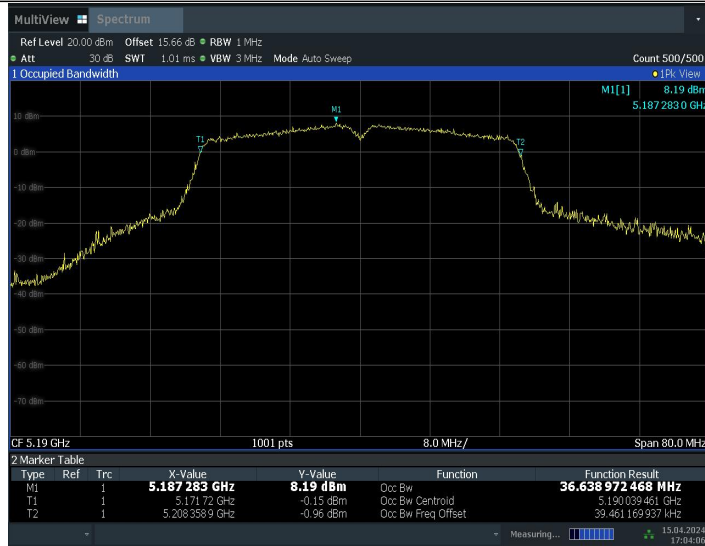 MultiView Spectrum
Ref Level 20.00 dBm Offset 15.66 dB RBW 1 MHz
Att 30 dB SWT 1.01 ms VBW 3 MHz Mode Auto Sweep Count 500/500
1 Occupied Bandwidth 1Pk View
M1[1] 8.19 dBm
5.1872830 GHz
10 dBm
M1
T1
T2
0 dBm
-10 dBm
-20 dBm
-30 dBm
-40 dBm
-50 dBm
-60 dBm
-70 dBm
CF 5.19 GHz 1001 pts 8.0 MHz/ Span 80.0 MHz
2 Marker Table
Type Ref Trc X-Value Y-Value Function Function Result
M1 1 5.187 283 GHz 8.19 dBm Occ Bw 36.638 972 468 MHz
T1 1 5.171 72 GHz -0.15 dBm Occ Bw Centroid 5.190 039 461 GHz
T2 1 5.208 358 9 GHz -0.96 dBm Occ Bw Freq Offset 39.461 169 937 kHz
Measuring... 15.04.2024
17:04:06